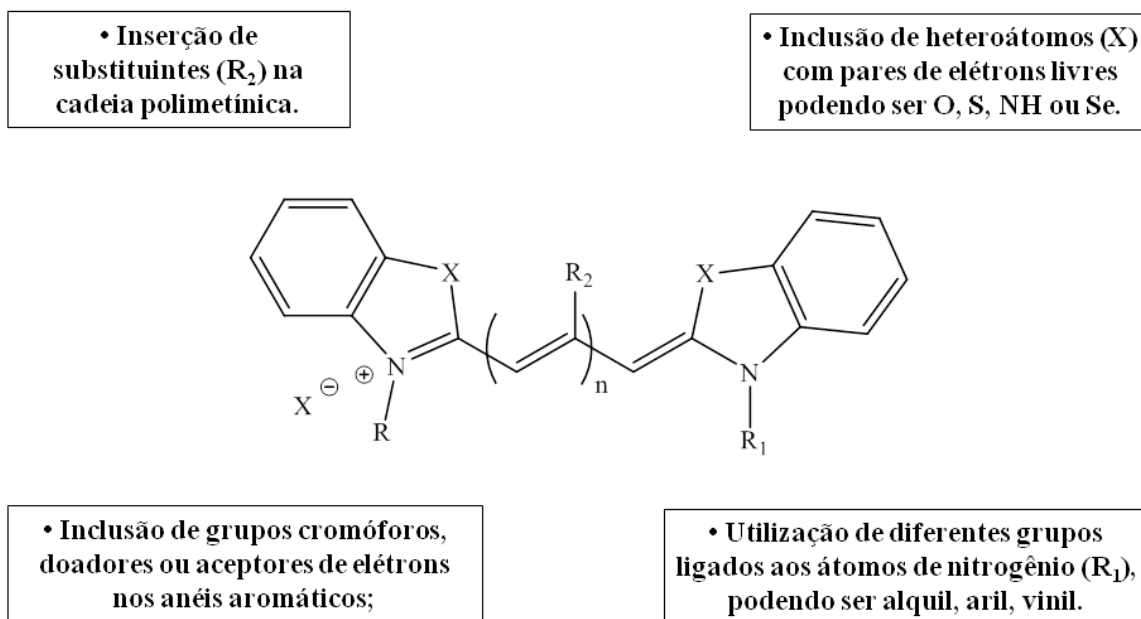 • Inserção de
substituintes (R₂) na
cadeia polimetínica.
• Inclusão de heteroátomos (X)
com pares de elétrons livres
podendo ser O, S, NH ou Se.
X
R₂
X
N
⊕
X ⊖
R
n
N
R₁
• Inclusão de grupos cromóforos,
doadores ou aceptores de elétrons
nos anéis aromáticos;
• Utilização de diferentes grupos
ligados aos átomos de nitrogênio (R₁),
podendo ser alquil, aril, vinil.